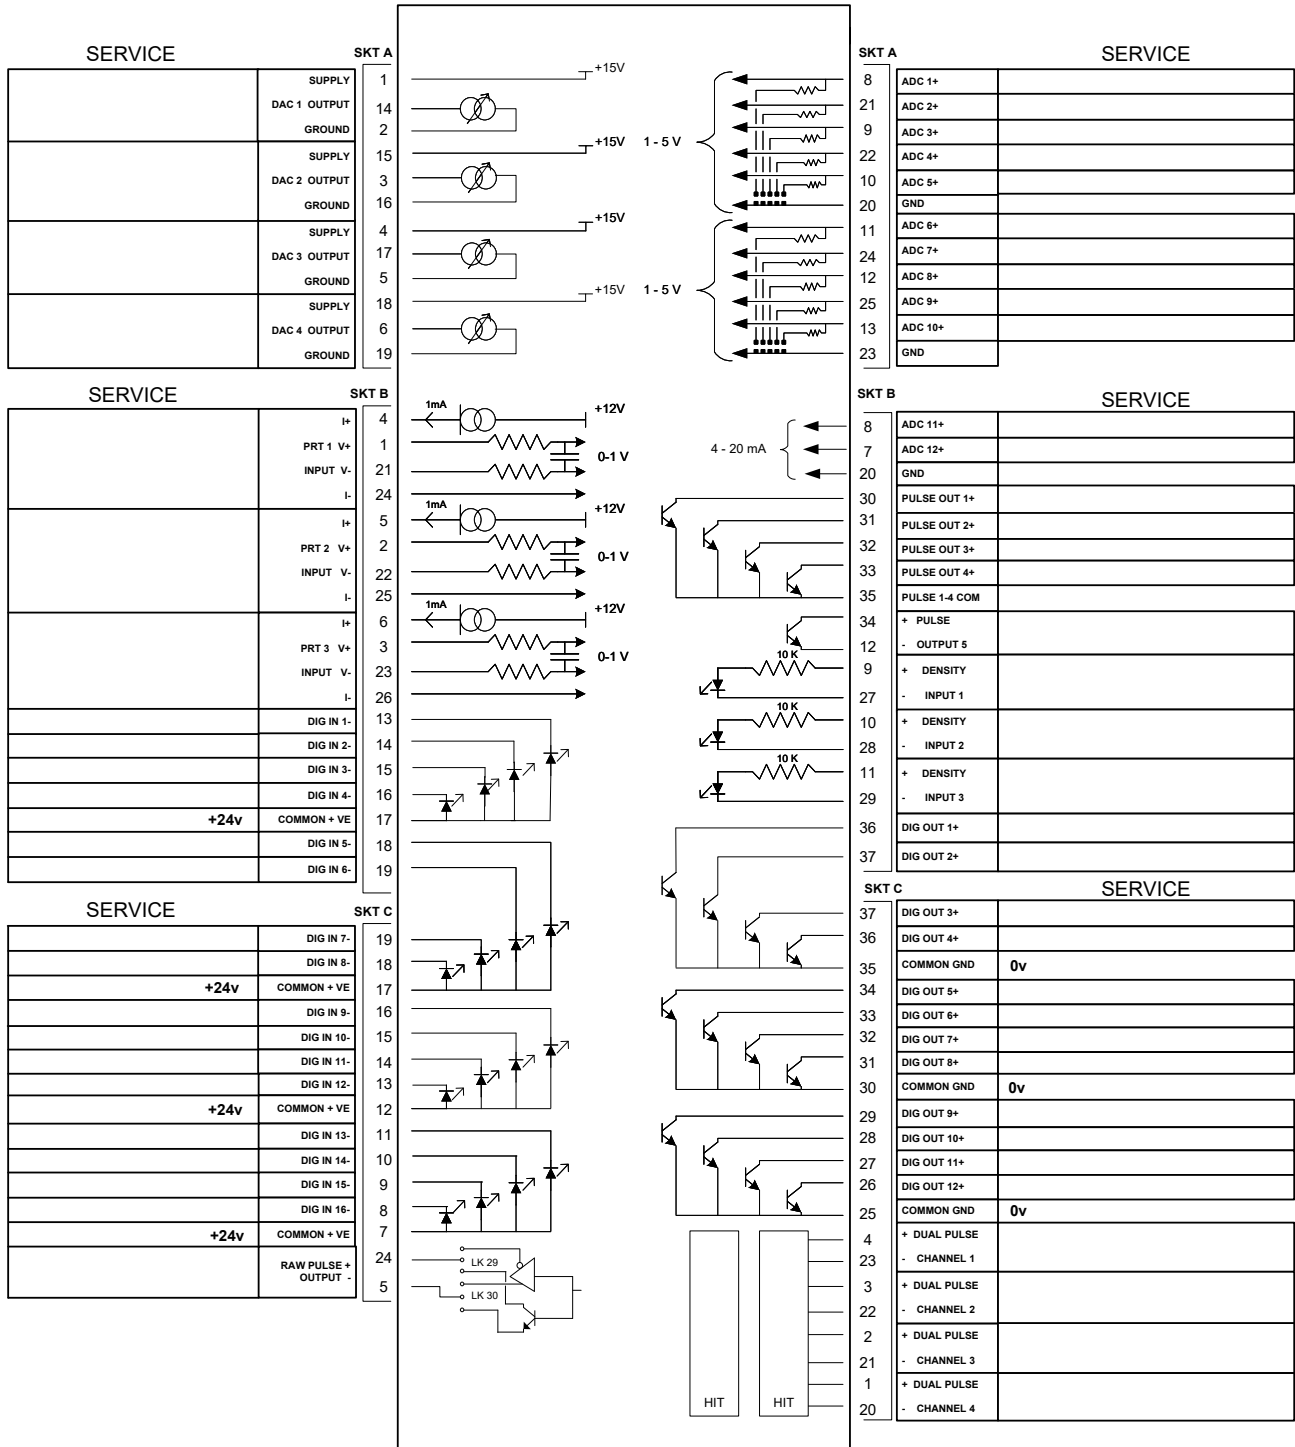 SERVICE
SKT A
SUPPLY 1
DAC 1 OUTPUT 14
GROUND 2
SUPPLY 15
DAC 2 OUTPUT 3
GROUND 16
SUPPLY 4
DAC 3 OUTPUT 17
GROUND 5
SUPPLY 18
DAC 4 OUTPUT 6
GROUND 19
+15V
+15V
+15V
+15V
SERVICE
SKT B
I+ 4
PRT 1 V+ 1
INPUT V- 21
I- 24
I+ 5
PRT 2 V+ 2
INPUT V- 22
I- 25
I+ 6
PRT 3 V+ 3
INPUT V- 23
I- 26
DIG IN 1- 13
DIG IN 2- 14
DIG IN 3- 15
DIG IN 4- 16
+24v COMMON + VE 17
DIG IN 5- 18
DIG IN 6- 19
1mA +12V
0-1 V
1mA +12V
0-1 V
1mA +12V
0-1 V
SERVICE
SKT C
DIG IN 7- 19
DIG IN 8- 18
+24v COMMON + VE 17
DIG IN 9- 16
DIG IN 10- 15
DIG IN 11- 14
DIG IN 12- 13
+24v COMMON + VE 12
DIG IN 13- 11
DIG IN 14- 10
DIG IN 15- 9
DIG IN 16- 8
+24v COMMON + VE 7
RAW PULSE + 24
OUTPUT - 5
LK 29
LK 30
SKT A
SERVICE
1 - 5 V
8 ADC 1+
21 ADC 2+
9 ADC 3+
22 ADC 4+
10 ADC 5+
20 GND
1 - 5 V
11 ADC 6+
24 ADC 7+
12 ADC 8+
25 ADC 9+
13 ADC 10+
23 GND
SKT B
SERVICE
4 - 20 mA
8 ADC 11+
7 ADC 12+
20 GND
30 PULSE OUT 1+
31 PULSE OUT 2+
32 PULSE OUT 3+
33 PULSE OUT 4+
35 PULSE 1-4 COM
34 + PULSE
12 - OUTPUT 5
10 K
9 + DENSITY
27 - INPUT 1
10 K
10 + DENSITY
28 - INPUT 2
10 K
11 + DENSITY
29 - INPUT 3
36 DIG OUT 1+
37 DIG OUT 2+
SKT C
SERVICE
37 DIG OUT 3+
36 DIG OUT 4+
35 COMMON GND 0v
34 DIG OUT 5+
33 DIG OUT 6+
32 DIG OUT 7+
31 DIG OUT 8+
30 COMMON GND 0v
29 DIG OUT 9+
28 DIG OUT 10+
27 DIG OUT 11+
26 DIG OUT 12+
25 COMMON GND 0v
4 + DUAL PULSE
23 - CHANNEL 1
3 + DUAL PULSE
22 - CHANNEL 2
2 + DUAL PULSE
21 - CHANNEL 3
1 + DUAL PULSE
20 - CHANNEL 4
HIT
HIT